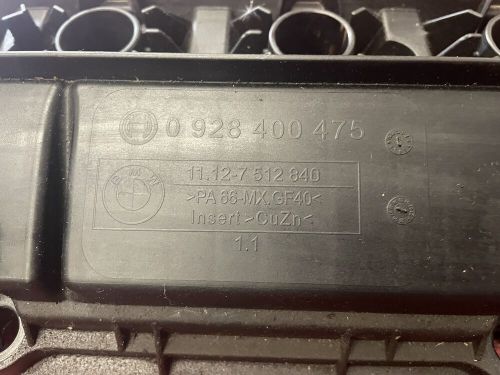 0 928 400 475
11.12-7 512 840
>PA 66-MX.GF40<
Insert >CuZn<
1.1